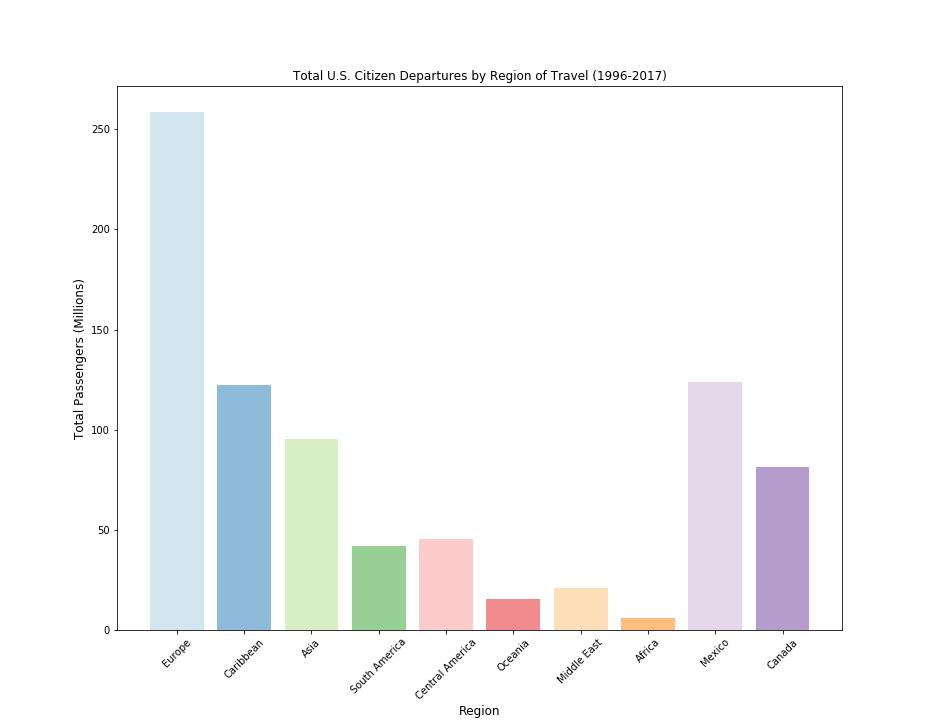 Total U.S. Citizen Departures by Region of Travel (1996-2017)
Total Passengers (Millions)
250
200
150
100
50
0
Europe
Caribbean
Asia
South America
Central America
Oceania
Middle East
Africa
Mexico
Canada
Region